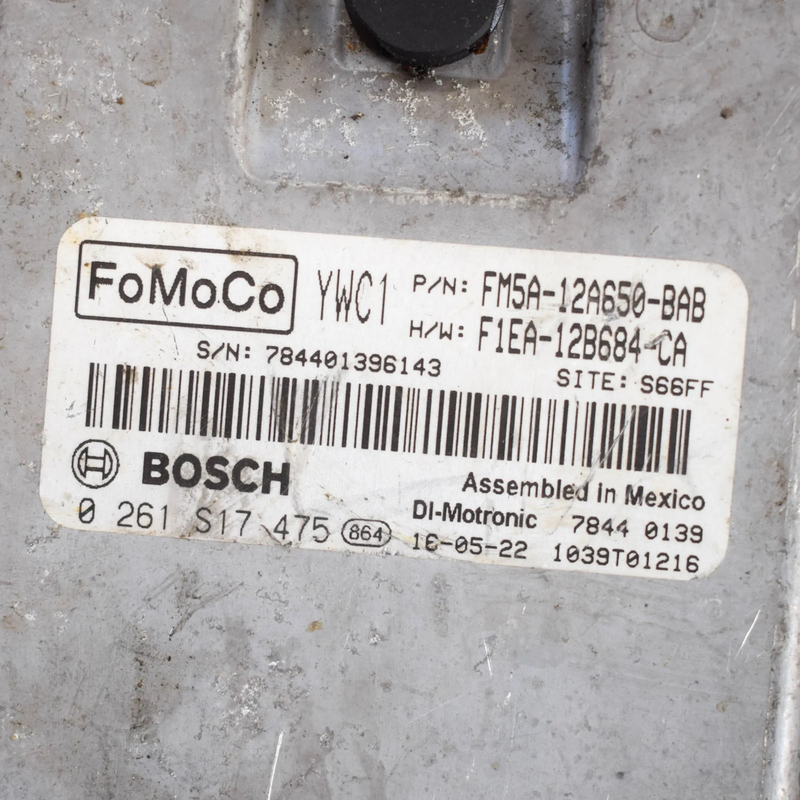 FoMoCo YWC1 P/N: FM5A-12A650-BAB
H/W: F1EA-12B684-CA
S/N: 784401396143
SITE: S66FF
BOSCH
Assembled in Mexico
DI-Motronic 7844 0139
0 261 S17 475 864 16-05-22 1039T01216